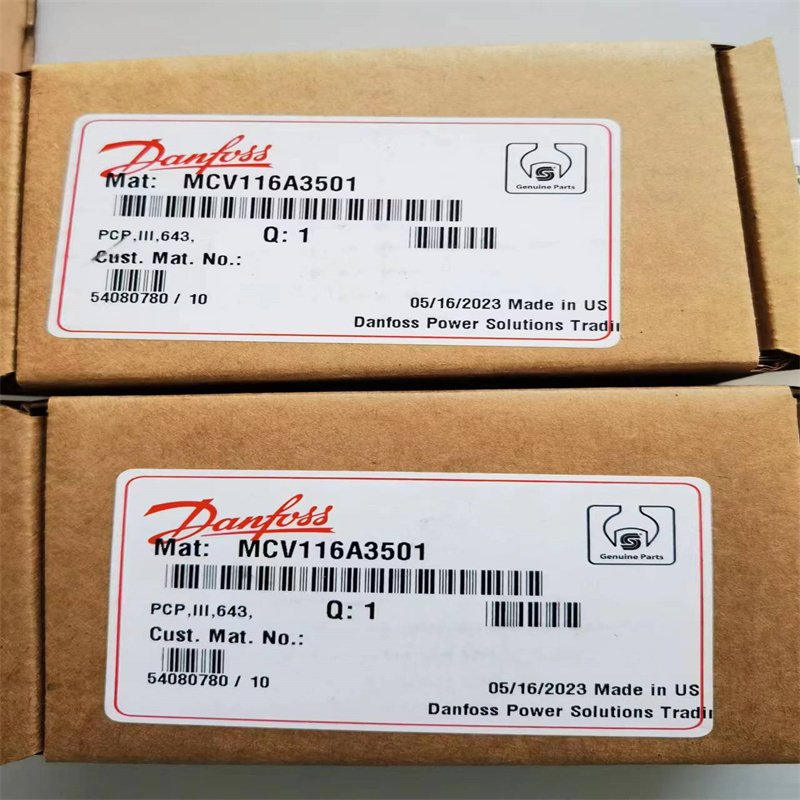 Danfoss
Mat: MCV116A3501
Genuine Parts
PCP,III,643, Q: 1
Cust. Mat. No.:
54080780 / 10
05/16/2023 Made in US
Danfoss Power Solutions Tradin
Danfoss
Mat: MCV116A3501
Genuine Parts
PCP,III,643, Q: 1
Cust. Mat. No.:
54080780 / 10
05/16/2023 Made in US
Danfoss Power Solutions Tradin